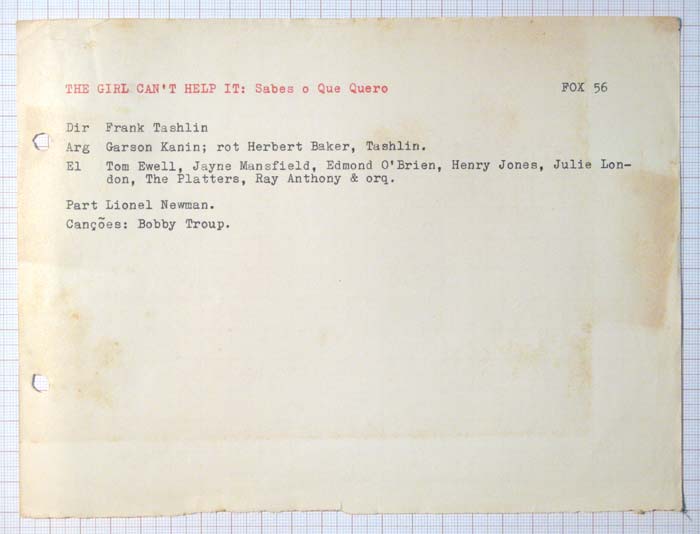 THE GIRL CAN'T HELP IT: Sabes o Que Quero FOX 56
Dir Frank Tashlin
Arg Garson Kanin; rot Herbert Baker, Tashlin.
El Tom Ewell, Jayne Mansfield, Edmond O'Brien, Henry Jones, Julie Lon-
don, The Platters, Ray Anthony & orq.
Part Lionel Newman.
Canções: Bobby Troup.